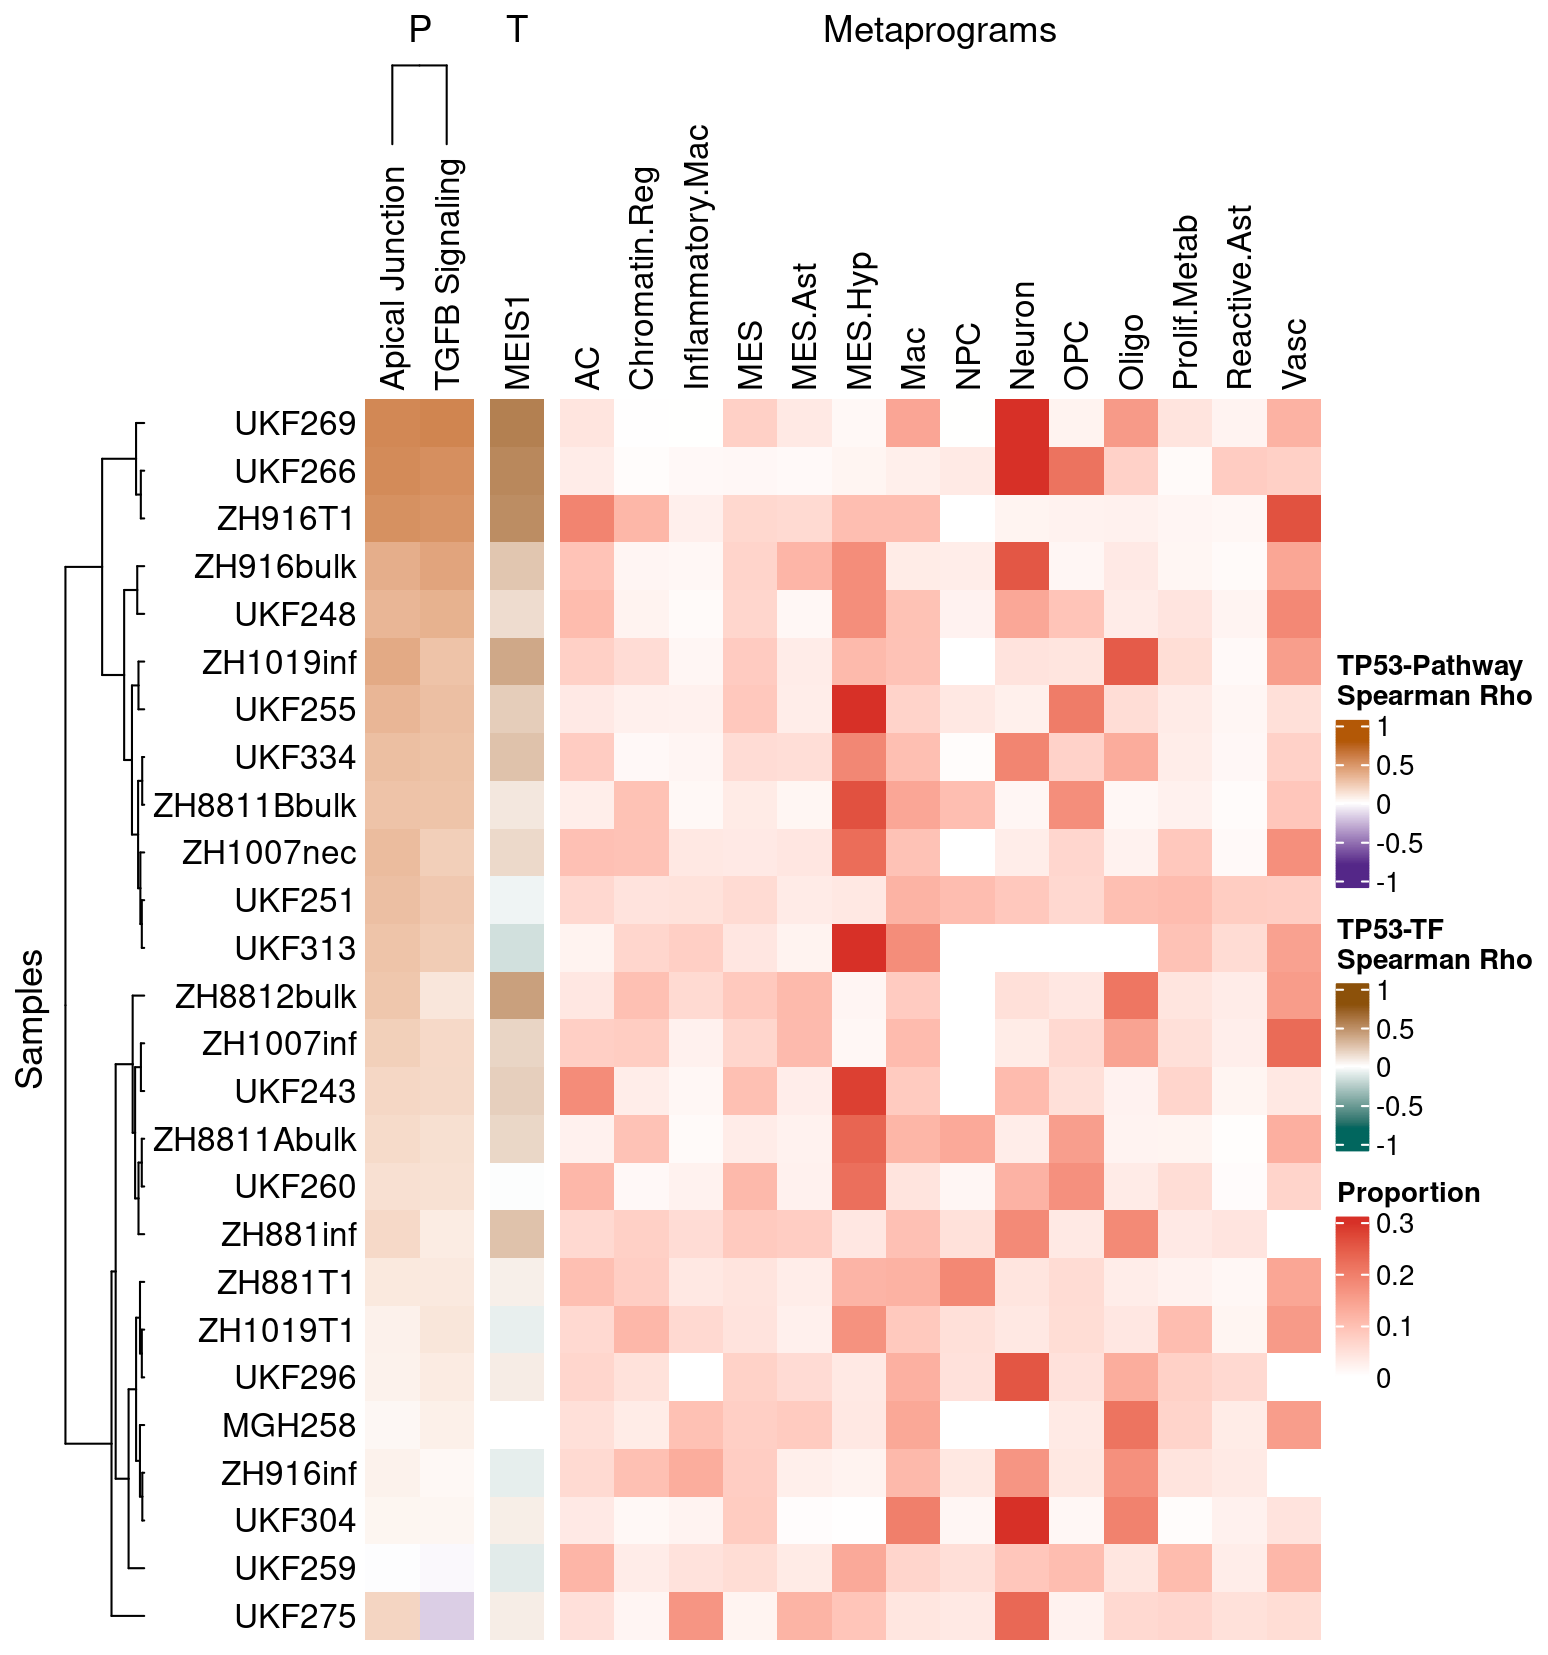 P T Metaprograms
Apical Junction
TGFB Signaling
MEIS1
AC
Chromatin.Reg
Inflammatory.Mac
MES
MES.Ast
MES.Hyp
Mac
NPC
Neuron
OPC
Oligo
Prolif.Metab
Reactive.Ast
Vasc
Samples
UKF269
UKF266
ZH916T1
ZH916bulk
UKF248
ZH1019inf
UKF255
UKF334
ZH8811Bbulk
ZH1007nec
UKF251
UKF313
ZH8812bulk
ZH1007inf
UKF243
ZH8811Abulk
UKF260
ZH881inf
ZH881T1
ZH1019T1
UKF296
MGH258
ZH916inf
UKF304
UKF259
UKF275
TP53-Pathway
Spearman Rho
1
0.5
0
-0.5
-1
TP53-TF
Spearman Rho
1
0.5
0
-0.5
-1
Proportion
0.3
0.2
0.1
0